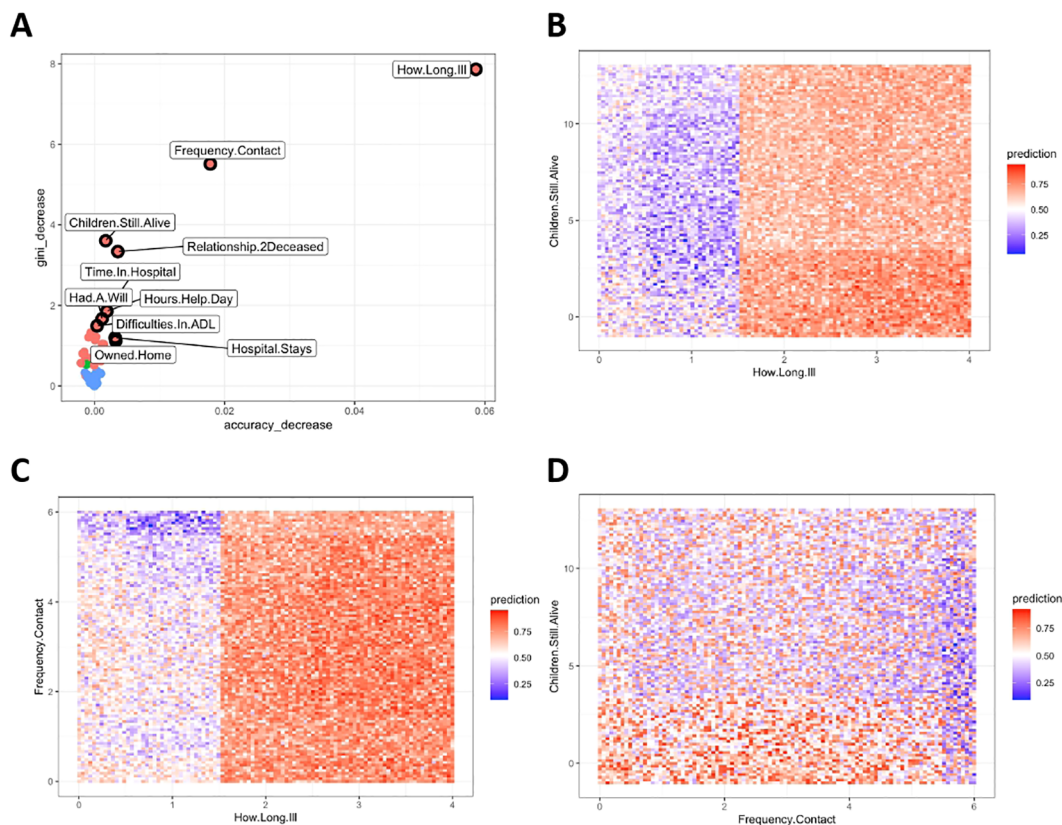 A
8
6
4
2
0
gini_decrease
How.Long.Ill
Frequency.Contact
Children.Still.Alive
Relationship.2Deceased
Time.In.Hospital
Had.A.Will
Hours.Help.Day
Difficulties.In.ADL
Hospital.Stays
Owned.Home
0.00 0.02 0.04 0.06
accuracy_decrease
B
10
5
0
Children.Still.Alive
0 1 2 3 4
How.Long.Ill
prediction
0.75
0.50
0.25
C
6
4
2
0
Frequency.Contact
0 1 2 3 4
How.Long.Ill
prediction
0.75
0.50
0.25
D
10
5
0
Children.Still.Alive
0 2 4 6
Frequency.Contact
prediction
0.75
0.50
0.25